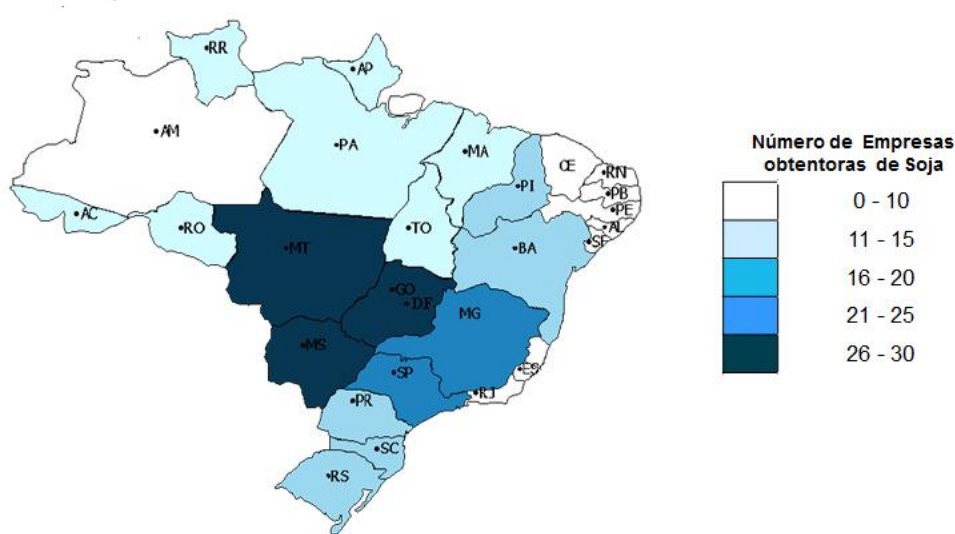 RR
AP
AM
PA
MA
CE
RN
PB
PE
AL
SE
PI
AC
RO
TO
BA
MT
GO
DF
MG
MS
ES
SP
RJ
PR
SC
RS
Número de Empresas
obtentoras de Soja
0 - 10
11 - 15
16 - 20
21 - 25
26 - 30